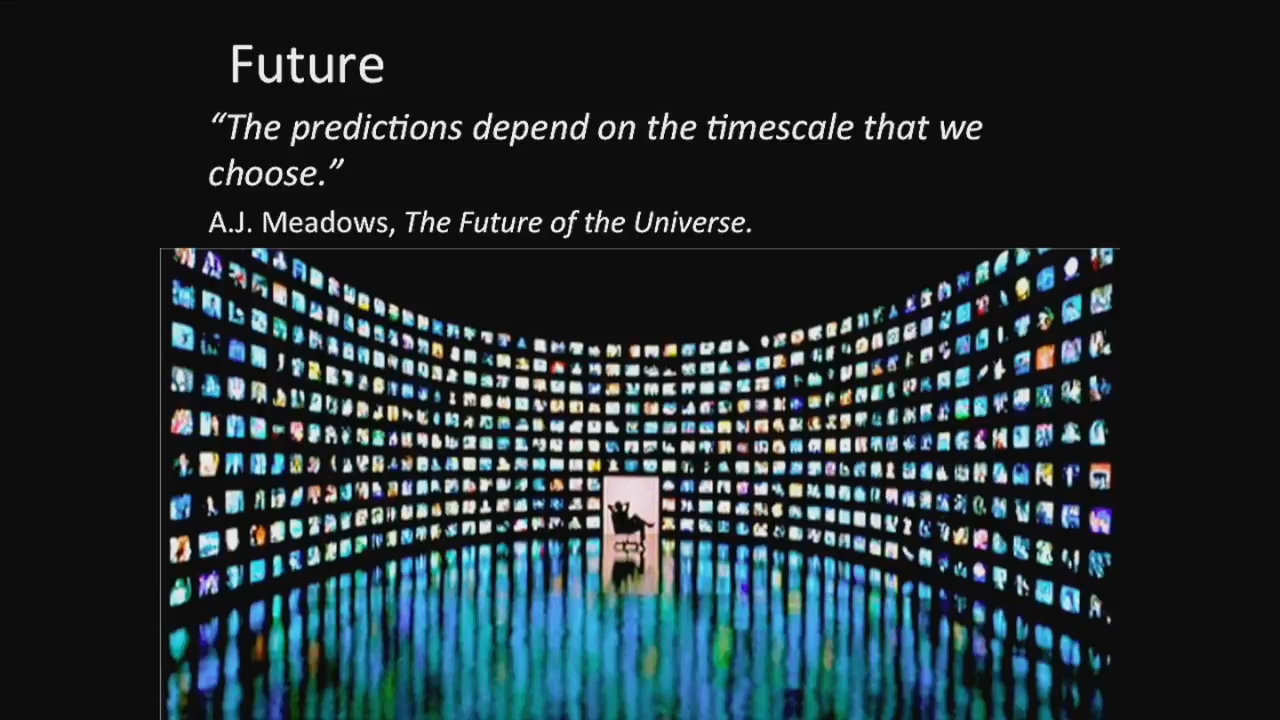 Future
“The predictions depend on the timescale that we
choose.”
A.J. Meadows, The Future of the Universe.